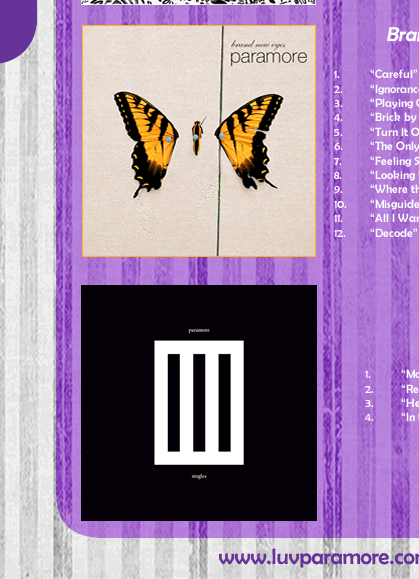 brand new eyes
paramore
Bra
1. "Careful"
2. "Ignoranc
3. "Playing
4. "Brick by
5. "Turn It O
6. "The Only
7. "Feeling S
8. "Looking
9. "Where th
10. "Misguide
11. "All I Wan
12. "Decode"
paramore
singles
1. "Mo
2. "Re
3. "He
4. "In
www.luvparamore.co